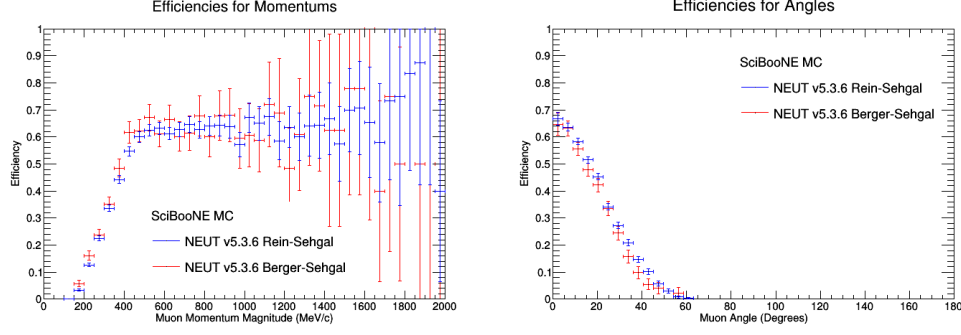 Efficiencies for Momentums
Efficiency
1
0.9
0.8
0.7
0.6
0.5
0.4
0.3
0.2
0.1
0
SciBooNE MC
NEUT v5.3.6 Rein-Sehgal
NEUT v5.3.6 Berger-Sehgal
0 200 400 600 800 1000 1200 1400 1600 1800 2000
Muon Momentum Magnitude (MeV/c)
Efficiencies for Angles
Efficiency
1
0.9
0.8
0.7
0.6
0.5
0.4
0.3
0.2
0.1
0
SciBooNE MC
NEUT v5.3.6 Rein-Sehgal
NEUT v5.3.6 Berger-Sehgal
0 20 40 60 80 100 120 140 160 180
Muon Angle (Degrees)